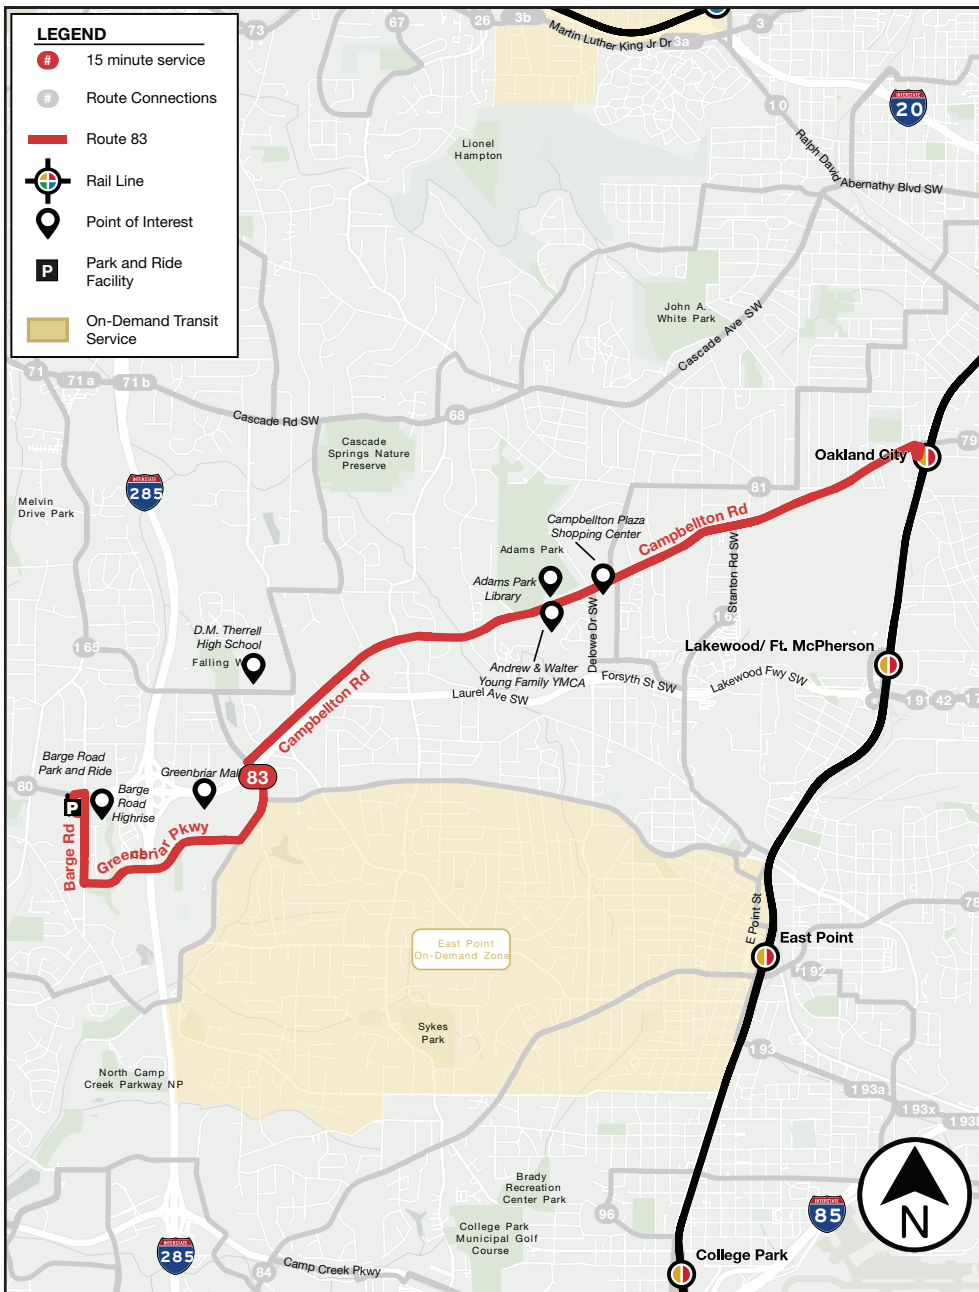 LEGEND
# 15 minute service
# Route Connections
Route 83
Rail Line
Point of Interest
P Park and Ride
Facility
On-Demand Transit
Service
73
67
26
3b
Martin Luther King Jr Dr
3a
3
10
INTERSTATE
20
Ralph David
Abernathy Blvd SW
Lionel
Hampton
John A.
White Park
Cascade Ave SW
71
71a
71b
Cascade Rd SW
68
Cascade
Springs Nature
Preserve
Oakland City
79
81
INTERSTATE
285
Melvin
Drive Park
Campbellton Plaza
Shopping Center
Campbellton Rd
Adams Park
Adams Park
Library
Stanton Rd SW
Delowe Dr SW
162
D.M. Therrell
High School
165
Andrew & Walter
Young Family YMCA
Lakewood/ Ft. McPherson
Forsyth St SW
Lakewood Fwy SW
Laurel Ave SW
191
42
Campbellton Rd
Barge Road
Park and Ride
Greenbriar Mall
83
80
P
Barge
Road
Highrise
Barge Rd
Greenbriar Pkwy
E Point St
78
East Point
East Point
On-Demand Zone
192
Sykes
Park
193
North Camp
Creek Parkway NP
193a
193x
Brady
Recreation
Center Park
96
INTERSTATE
85
N
College Park
Municipal Golf
Course
INTERSTATE
285
84
Camp Creek Pkwy
College Park